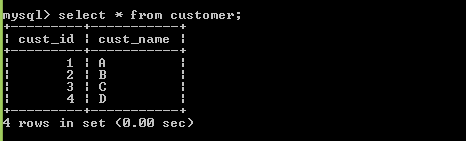 mysql> select * from customer;
+---------+-----------+
| cust_id | cust_name |
+---------+-----------+
|       1 | A         |
|       2 | B         |
|       3 | C         |
|       4 | D         |
+---------+-----------+
4 rows in set (0.00 sec)